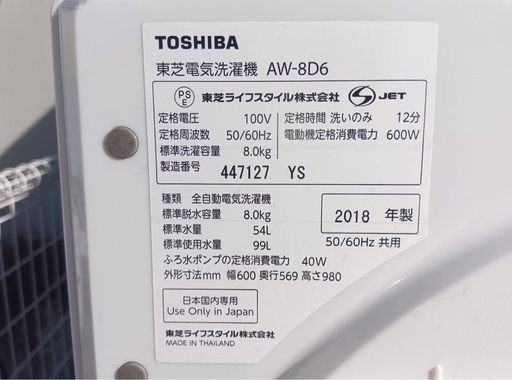 TOSHIBA
東芝電気洗濯機 AW-8D6
PS E 東芝ライフスタイル株式会社 S JET
定格電圧 100V 定格時間 洗いのみ 12分
定格周波数 50/60Hz 電動機定格消費電力 600W
標準洗濯容量 8.0kg
製造番号 447127 YS
種類 全自動電気洗濯機
標準脱水容量 8.0kg 2018 年製
標準水量 54L
標準使用水量 99L 50/60Hz 共用
ふろ水ポンプの定格消費電力 40W
外形寸法mm 幅600 奥行569 高さ980
日本国内専用
Use Only in Japan
東芝ライフスタイル株式会社
MADE IN THAILAND